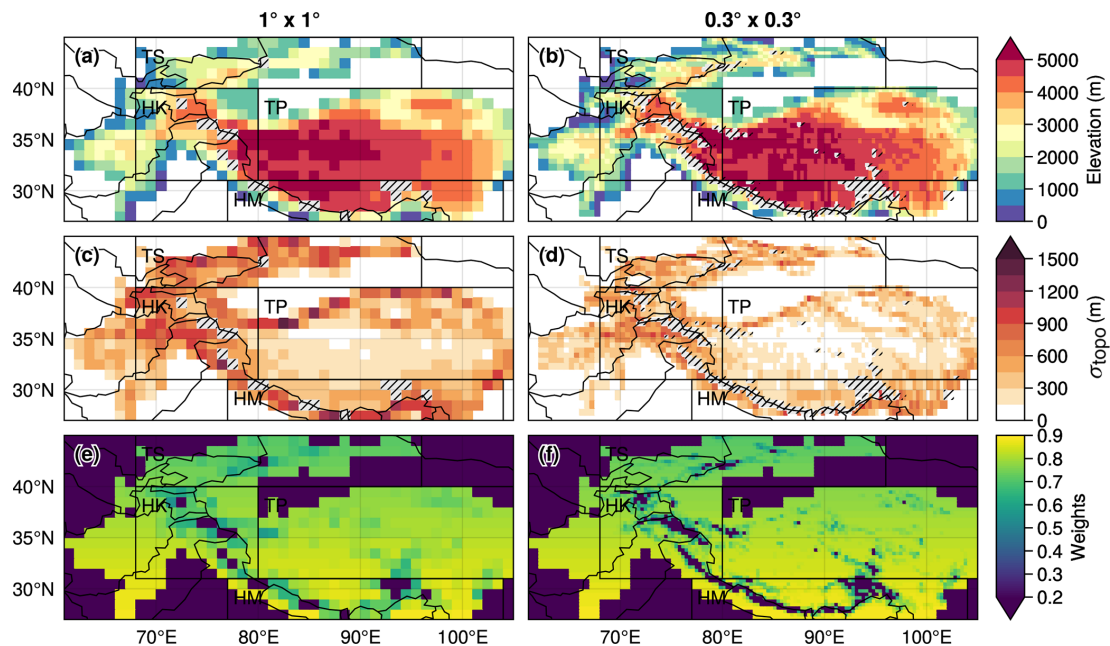 1° x 1°
0.3° x 0.3°
(a)
TS
HK
TP
HM
40°N
35°N
30°N
(b)
TS
HK
TP
HM
5000
4000
3000
2000
1000
0
Elevation (m)
(c)
TS
HK
TP
HM
40°N
35°N
30°N
(d)
TS
HK
TP
HM
1500
1200
900
600
300
0
σtopo (m)
(e)
TS
HK
TP
HM
40°N
35°N
30°N
70°E
80°E
90°E
100°E
(f)
TS
HK
TP
HM
70°E
80°E
90°E
100°E
0.9
0.8
0.7
0.6
0.5
0.4
0.3
0.2
Weights